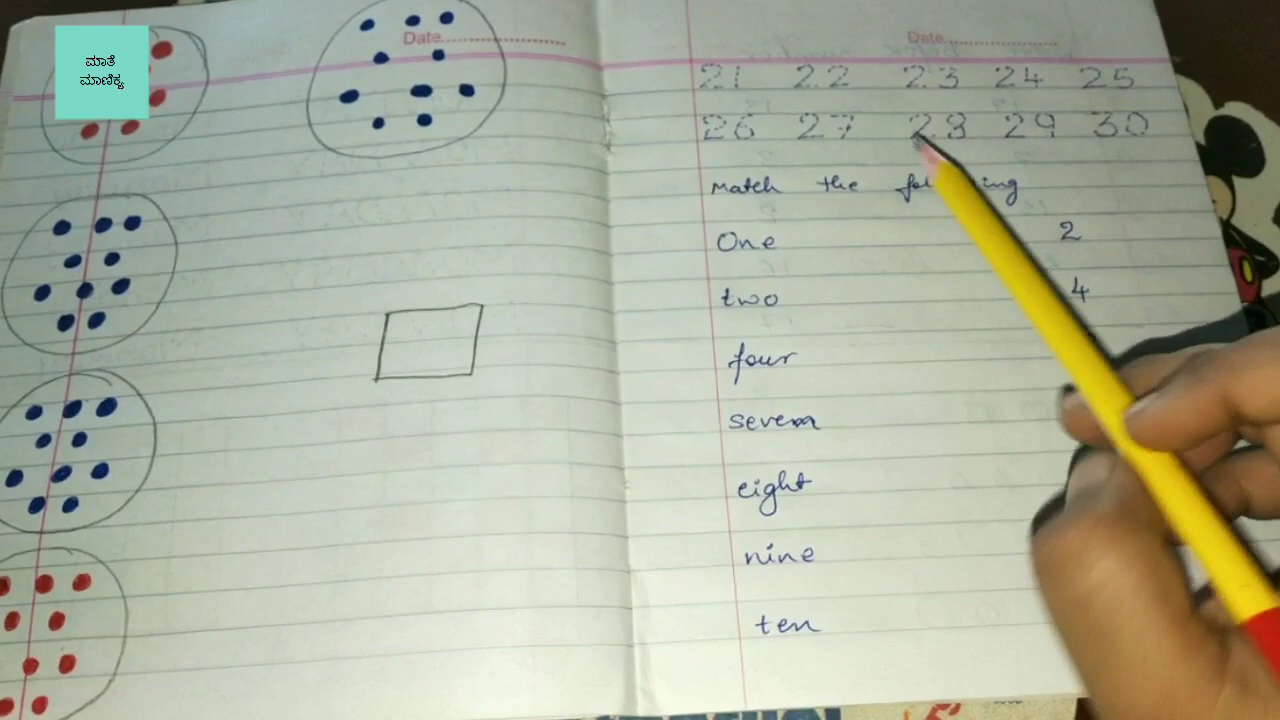 ಮಾತೆ
ಮಾಣಿಕ್ಯ
Date
Date
21 22 23 24 25
26 27 28 29 30
Match the
One 2
two 4
four
seven
eight
nine
ten